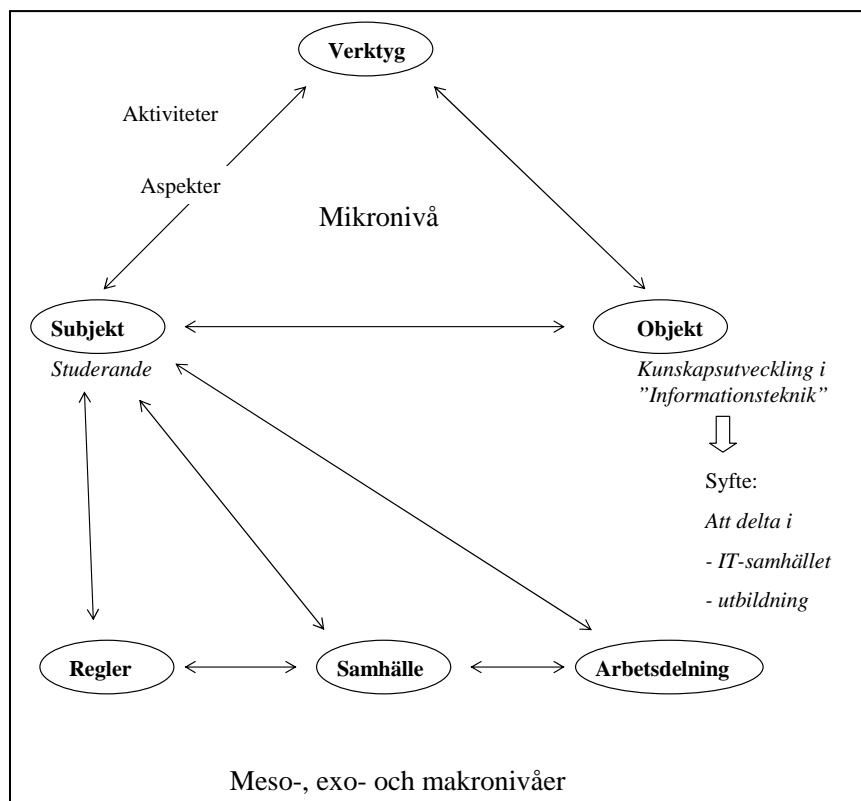 Verktyg
Aktiviteter
Aspekter
Mikronivå
Subjekt
Objekt
Studerande
Kunskapsutveckling i
”Informationsteknik”
Syfte:
Att delta i
- IT-samhället
- utbildning
Regler
Samhälle
Arbetsdelning
Meso-, exo- och makronivåer